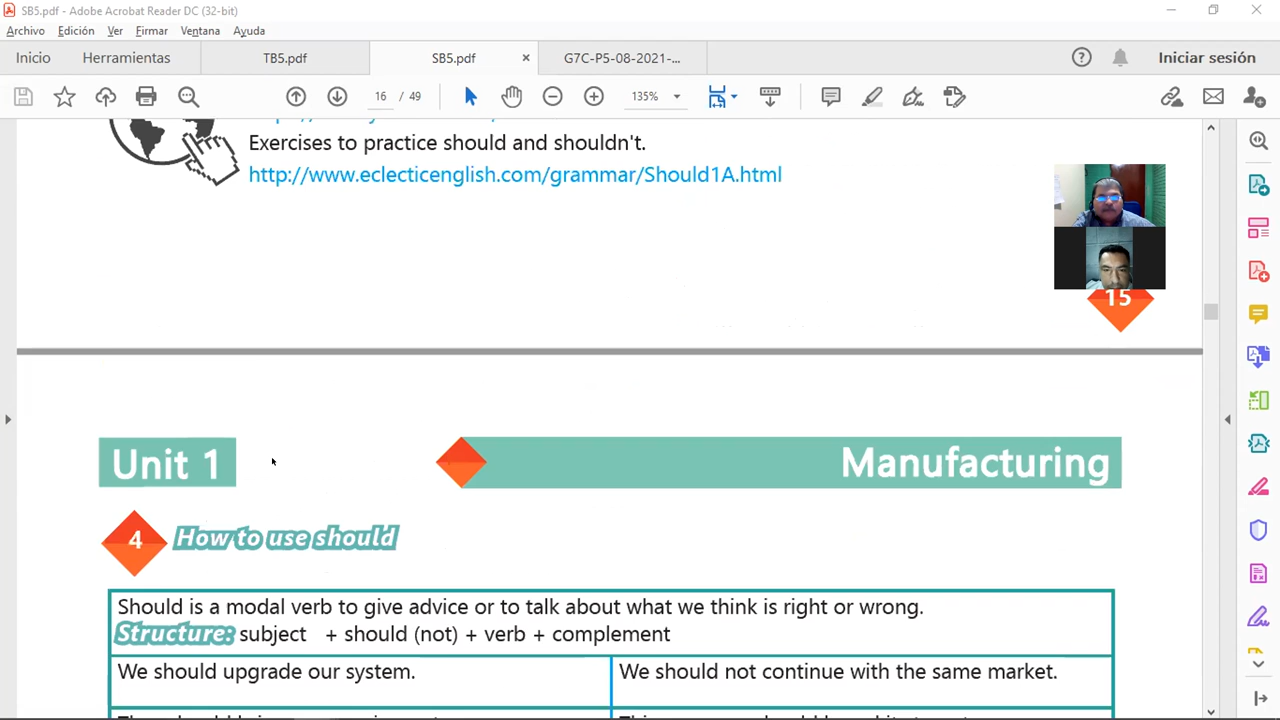 SB5.pdf - Adobe Acrobat Reader DC (32-bit)
Archivo Edición Ver Firmar Ventana Ayuda
Inicio Herramientas TB5.pdf SB5.pdf × G7C-P5-08-2021-... Iniciar sesión
16 / 49 135%
Exercises to practice should and shouldn't.
http://www.eclecticenglish.com/grammar/Should1A.html
15
Unit 1 Manufacturing
4 How to use should
Should is a modal verb to give advice or to talk about what we think is right or wrong.
Structure: subject + should (not) + verb + complement
We should upgrade our system. We should not continue with the same market.